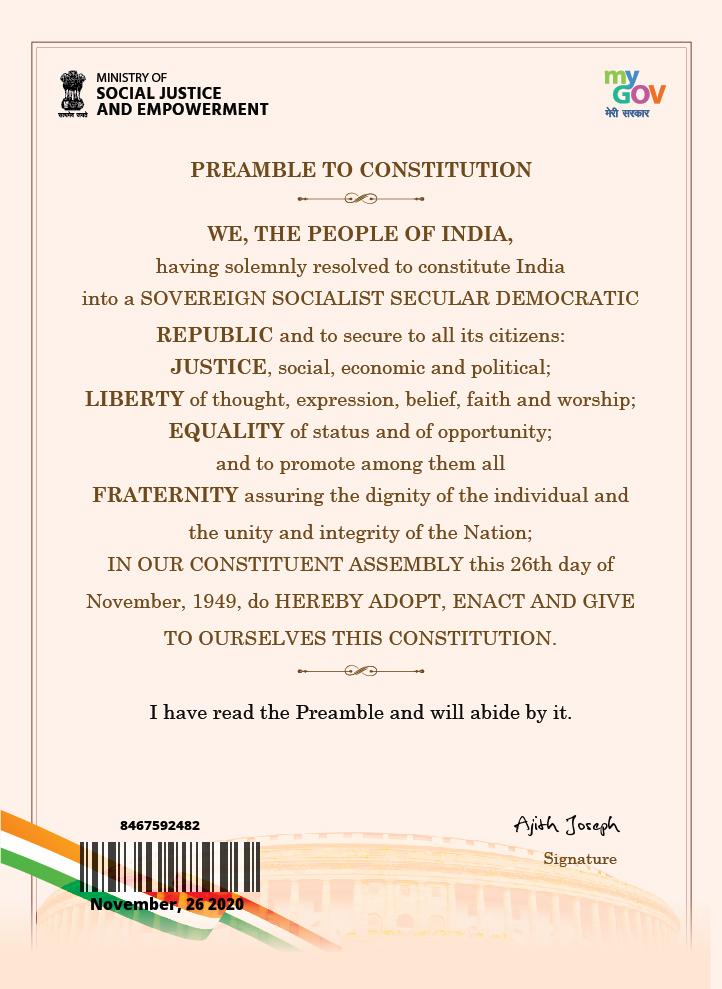 MINISTRY OF
SOCIAL JUSTICE
AND EMPOWERMENT
सत्यमेव जयते
my
GOV
मेरी सरकार
PREAMBLE TO CONSTITUTION
WE, THE PEOPLE OF INDIA,
having solemnly resolved to constitute India
into a SOVEREIGN SOCIALIST SECULAR DEMOCRATIC
REPUBLIC and to secure to all its citizens:
JUSTICE, social, economic and political;
LIBERTY of thought, expression, belief, faith and worship;
EQUALITY of status and of opportunity;
and to promote among them all
FRATERNITY assuring the dignity of the individual and
the unity and integrity of the Nation;
IN OUR CONSTITUENT ASSEMBLY this 26th day of
November, 1949, do HEREBY ADOPT, ENACT AND GIVE
TO OURSELVES THIS CONSTITUTION.
I have read the Preamble and will abide by it.
8467592482
November, 26 2020
Ajith Joseph
Signature